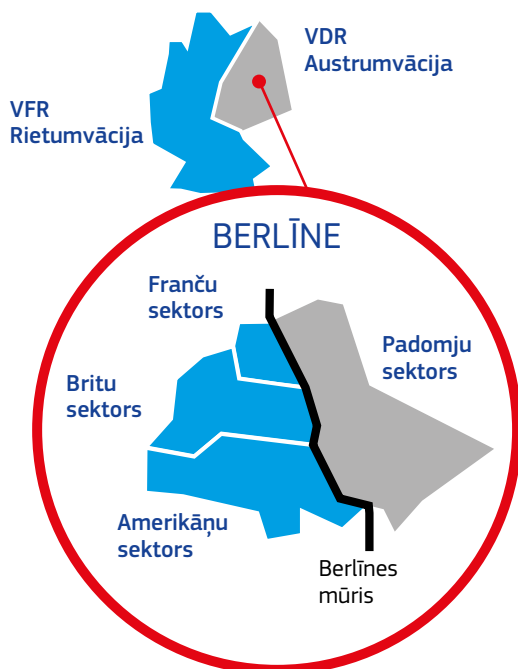 VDR
Austrumvācija
VFR
Rietumvācija
BERLĪNE
Franču
sektors
Padomju
sektors
Britu
sektors
Amerikāņu
sektors
Berlīnes
mūris